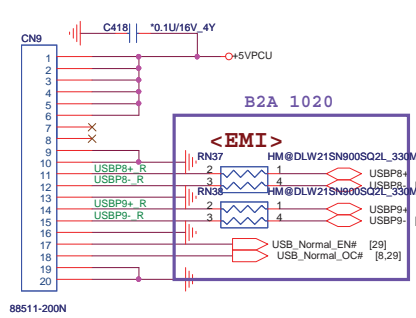 C418 *0.1U/16V_4Y
CN9
+5VPCU
1
2
3
4
5
6
7
8
9
10
11
12
13
14
15
16
17
18
19
20
B2A 1020
<EMI>
RN37 HM@DLW21SN900SQ2L_330M
USBP8+_R 2 1 USBP8+
USBP8-_R 3 4 USBP8-
RN38 HM@DLW21SN900SQ2L_330M
USBP9+_R 2 1 USBP9+
USBP9-_R 3 4 USBP9-
USB_Normal_EN# [29]
USB_Normal_OC# [8,29]
88511-200N